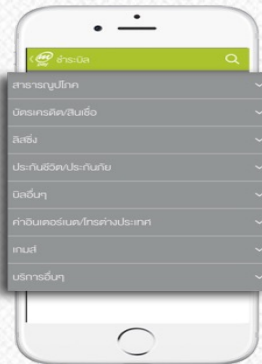 ชำระบิล
สาธารณูปโภค
บัตรเครดิต/สินเชื่อ
ลิสซิ่ง
ประกันชีวิต/ประกันภัย
บิลอื่นๆ
ค่าอินเตอร์เนต/โทรต่างประเทศ
เกมส์
บริการอื่นๆ